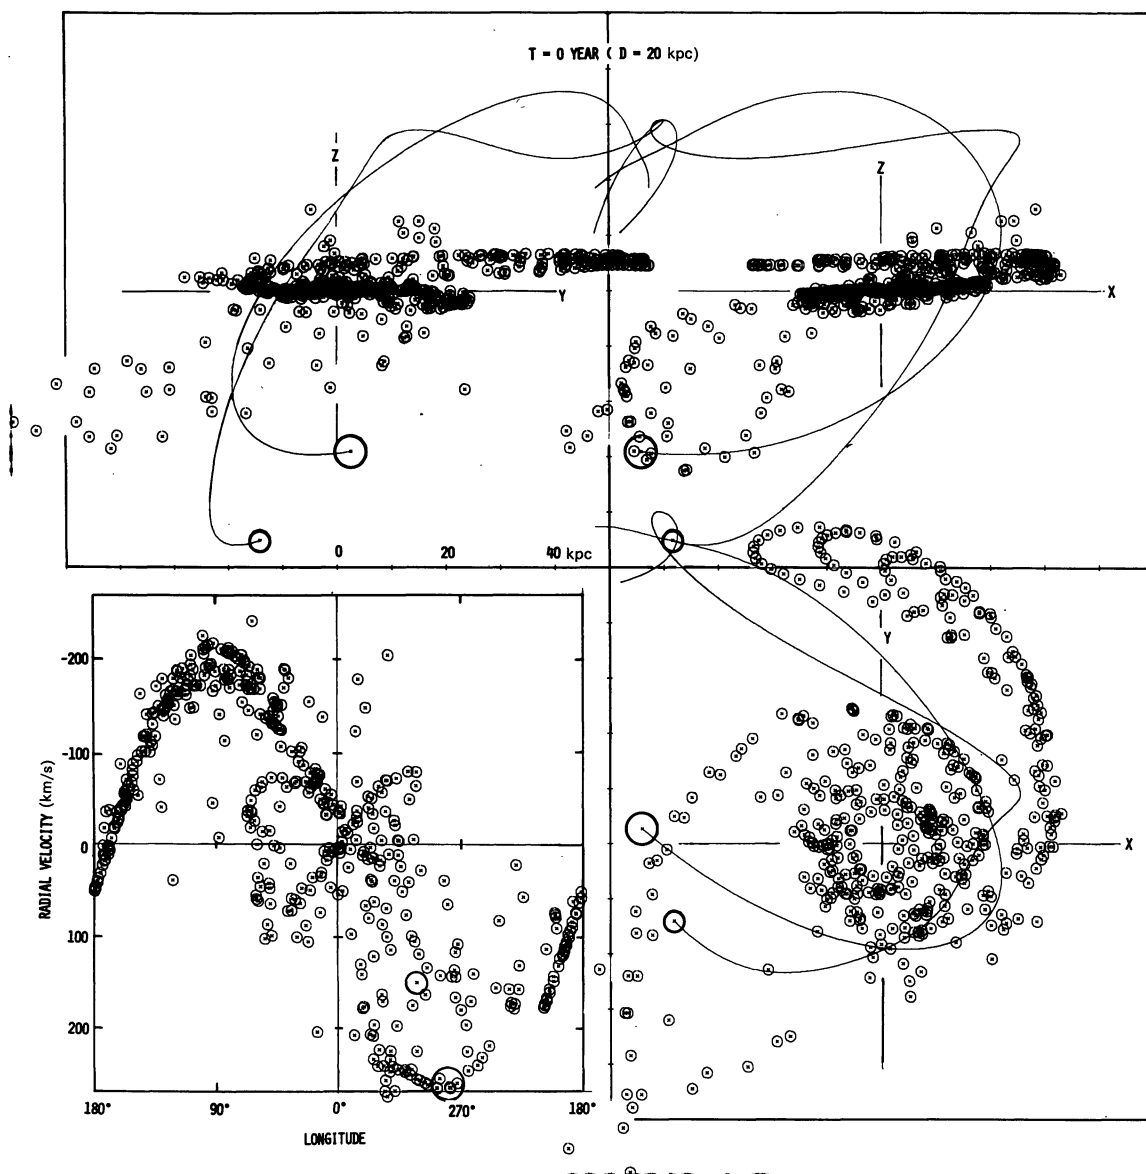 T = 0 YEAR ( D = 20 kpc)
Z
Z
Y
X
0 20 40 kpc
Y
X
-200
-100
0
100
200
RADIAL VELOCITY (km/s)
180° 90° 0° 270° 180°
LONGITUDE